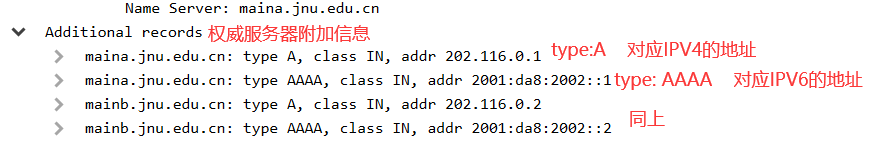 Name Server: maina.jnu.edu.cn
Additional records 权威服务器附加信息
maina.jnu.edu.cn: type A, class IN, addr 202.116.0.1 type:A 对应IPV4的地址
maina.jnu.edu.cn: type AAAA, class IN, addr 2001:da8:2002::1 type: AAAA 对应IPV6的地址
mainb.jnu.edu.cn: type A, class IN, addr 202.116.0.2
mainb.jnu.edu.cn: type AAAA, class IN, addr 2001:da8:2002::2 同上